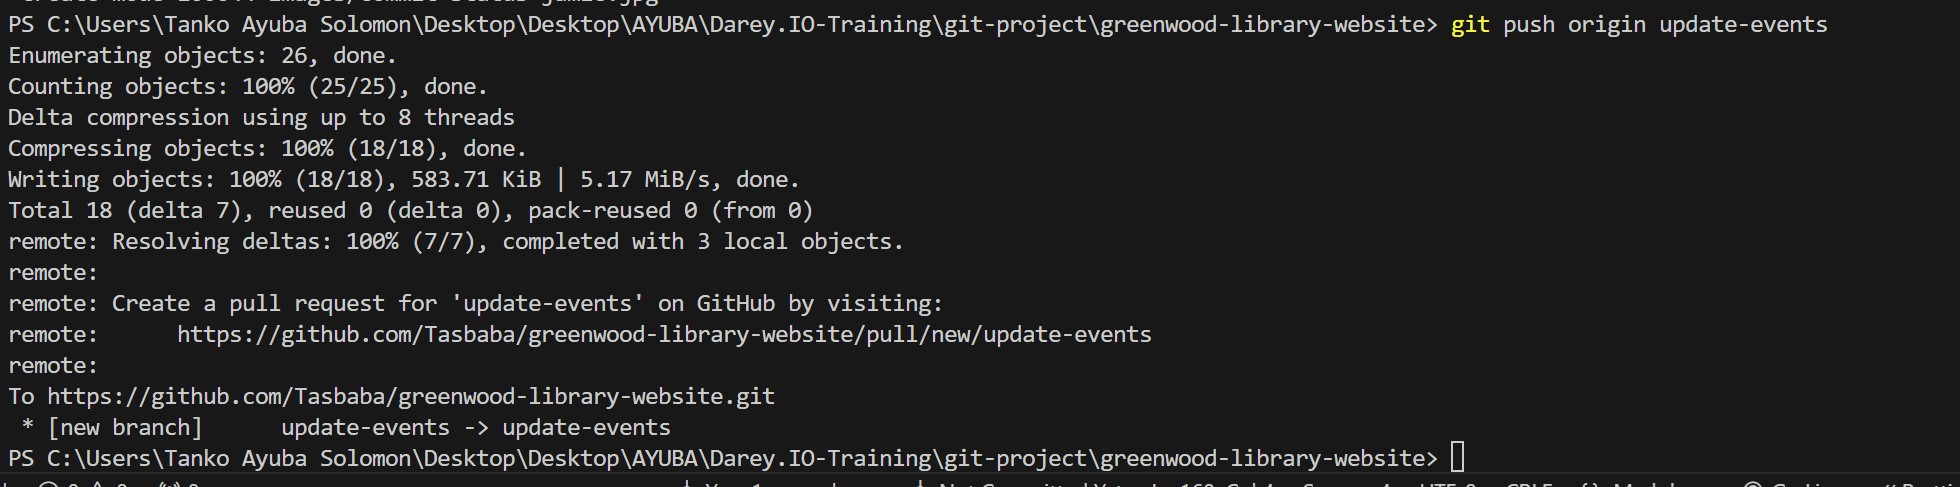 PS C:\Users\Tanko Ayuba Solomon\Desktop\Desktop\AYUBA\Darey.IO-Training\git-project\greenwood-library-website> git push origin update-events
Enumerating objects: 26, done.
Counting objects: 100% (25/25), done.
Delta compression using up to 8 threads
Compressing objects: 100% (18/18), done.
Writing objects: 100% (18/18), 583.71 KiB | 5.17 MiB/s, done.
Total 18 (delta 7), reused 0 (delta 0), pack-reused 0 (from 0)
remote: Resolving deltas: 100% (7/7), completed with 3 local objects.
remote:
remote: Create a pull request for 'update-events' on GitHub by visiting:
remote:      https://github.com/Tasbaba/greenwood-library-website/pull/new/update-events
remote:
To https://github.com/Tasbaba/greenwood-library-website.git
 * [new branch]      update-events -> update-events
PS C:\Users\Tanko Ayuba Solomon\Desktop\Desktop\AYUBA\Darey.IO-Training\git-project\greenwood-library-website>